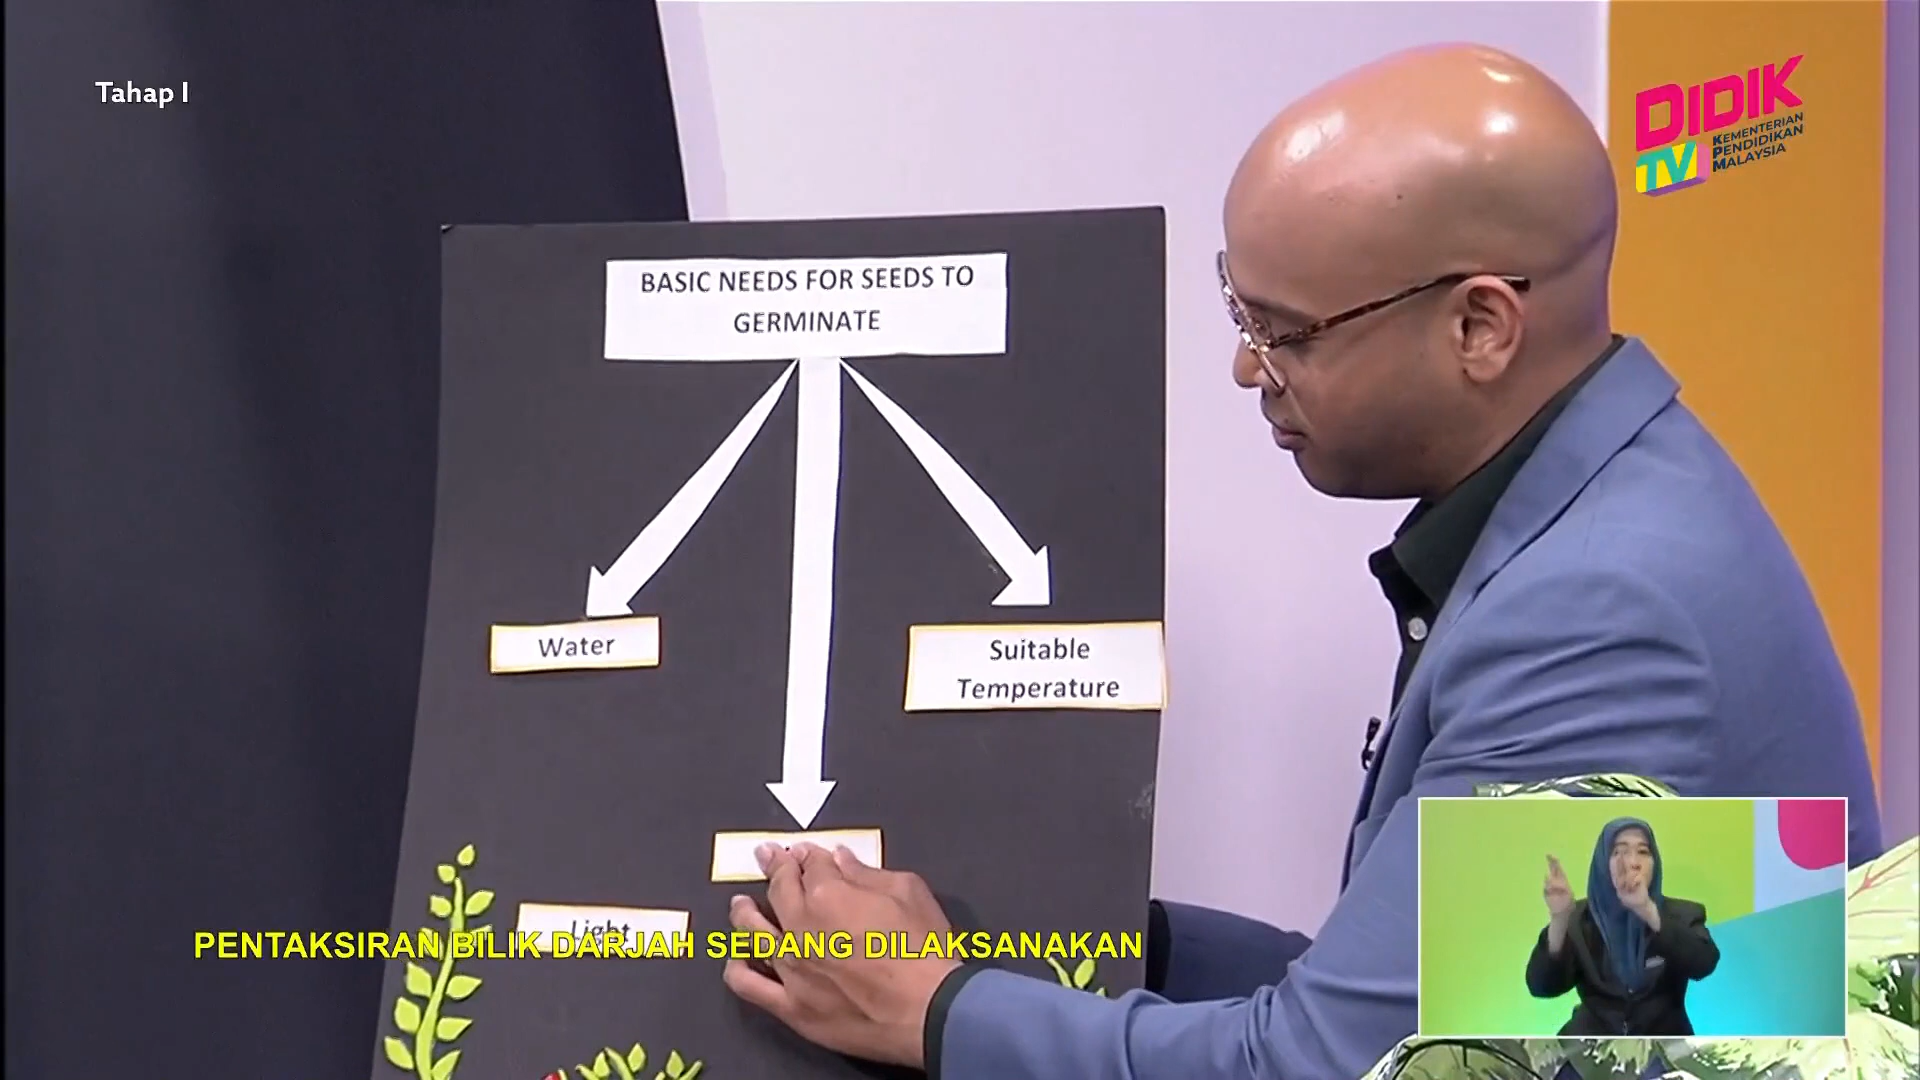 Tahap I
DIDIK
TV
KEMENTERIAN
PENDIDIKAN
MALAYSIA
BASIC NEEDS FOR SEEDS TO
GERMINATE
Water
Suitable
Temperature
Light
PENTAKSIRAN BILIK DARJAH SEDANG DILAKSANAKAN